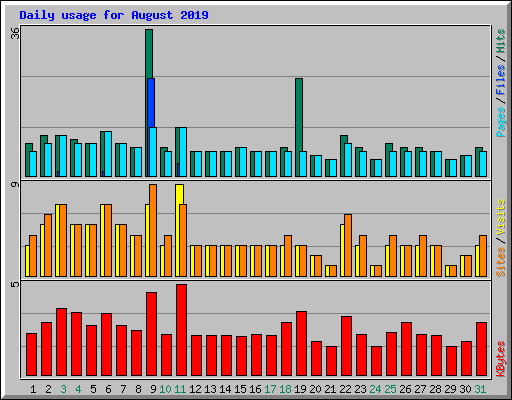 Daily usage for August 2019
36
Pages / Files / Hits
9
Sites / Visits
5
KBytes
1 2 3 4 5 6 7 8 9 10 11 12 13 14 15 16 17 18 19 20 21 22 23 24 25 26 27 28 29 30 31